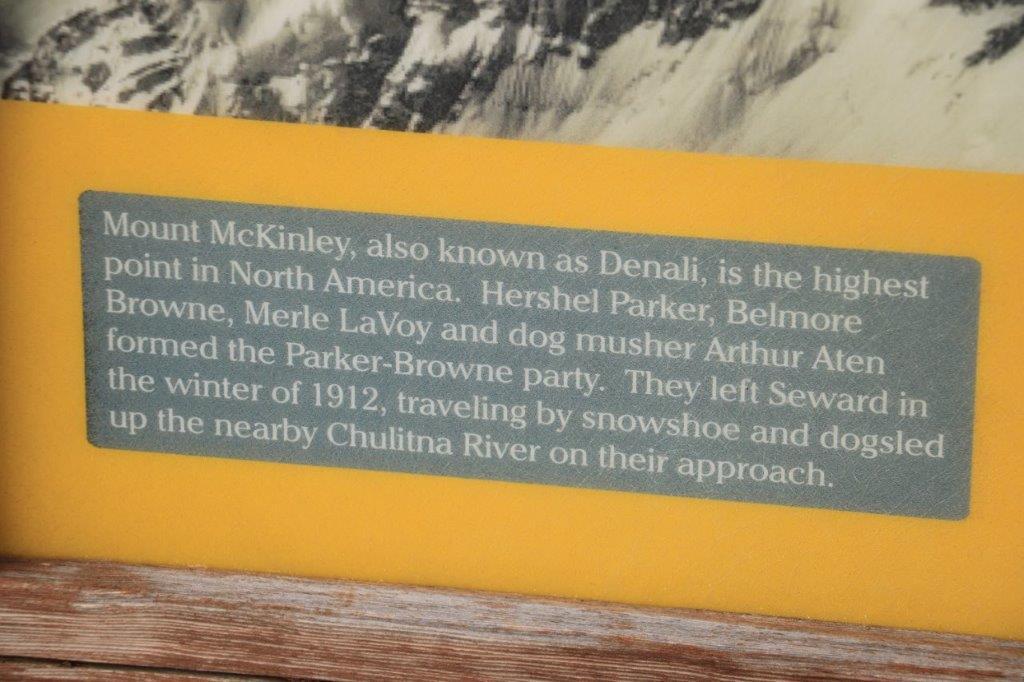 Mount McKinley, also known as Denali, is the highest
point in North America.  Hershel Parker, Belmore
Browne, Merle LaVoy and dog musher Arthur Aten
formed the Parker-Browne party.  They left Seward in
the winter of 1912, traveling by snowshoe and dogsled
up the nearby Chulitna River on their approach.